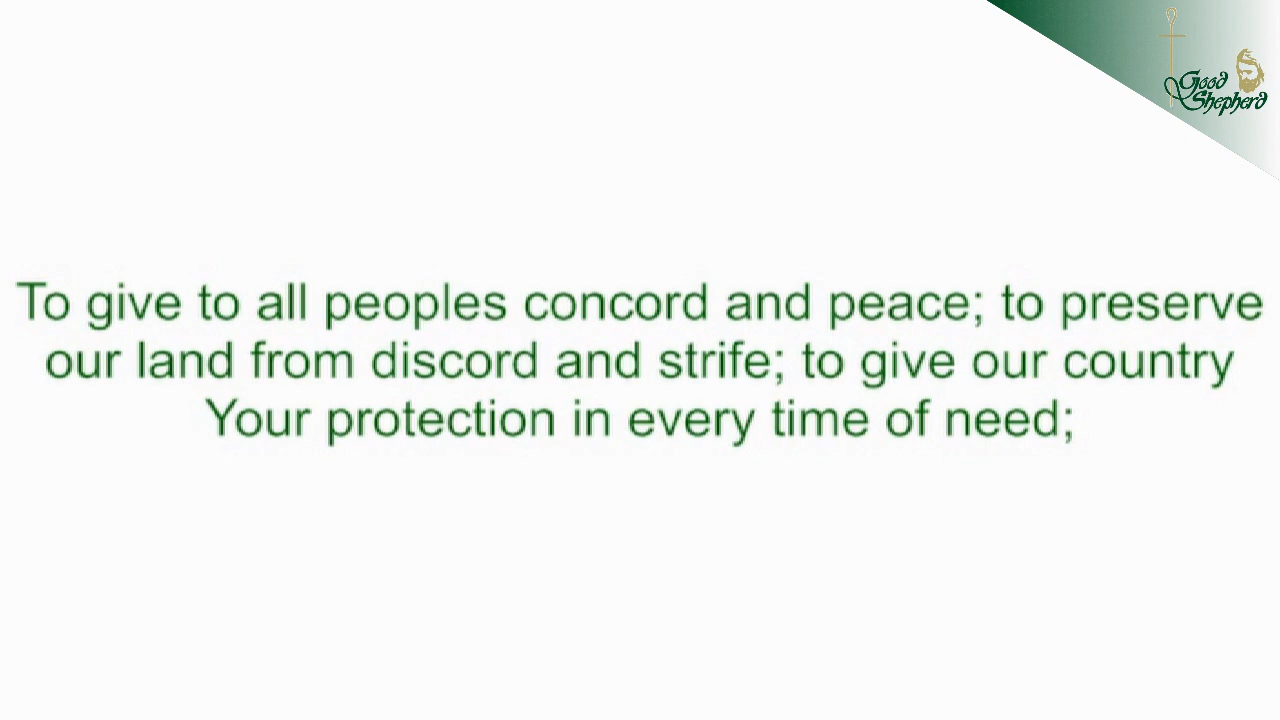 Good
Shepherd
To give to all peoples concord and peace; to preserve
our land from discord and strife; to give our country
Your protection in every time of need;